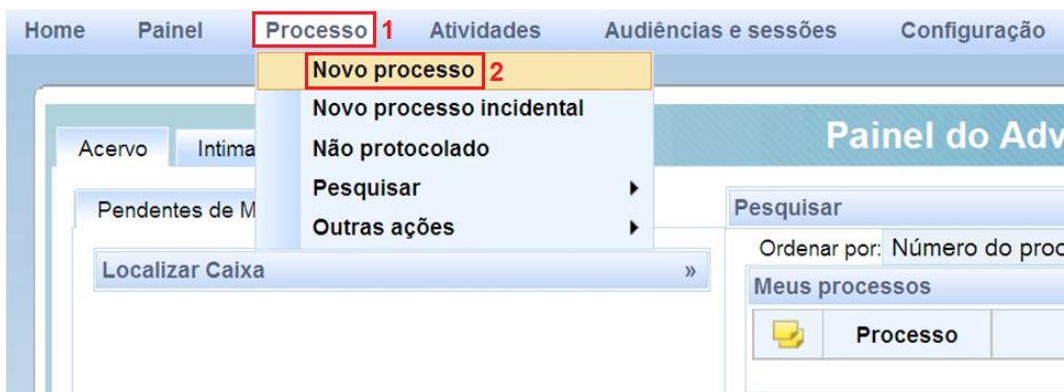 Home Painel Processo 1 Atividades Audiências e sessões Configuração
Novo processo 2
Novo processo incidental
Não protocolado
Pesquisar
Outras ações
Painel do Adv
Acervo Intima
Pendentes de M
Localizar Caixa »
Pesquisar
Ordenar por: Número do proc
Meus processos
Processo